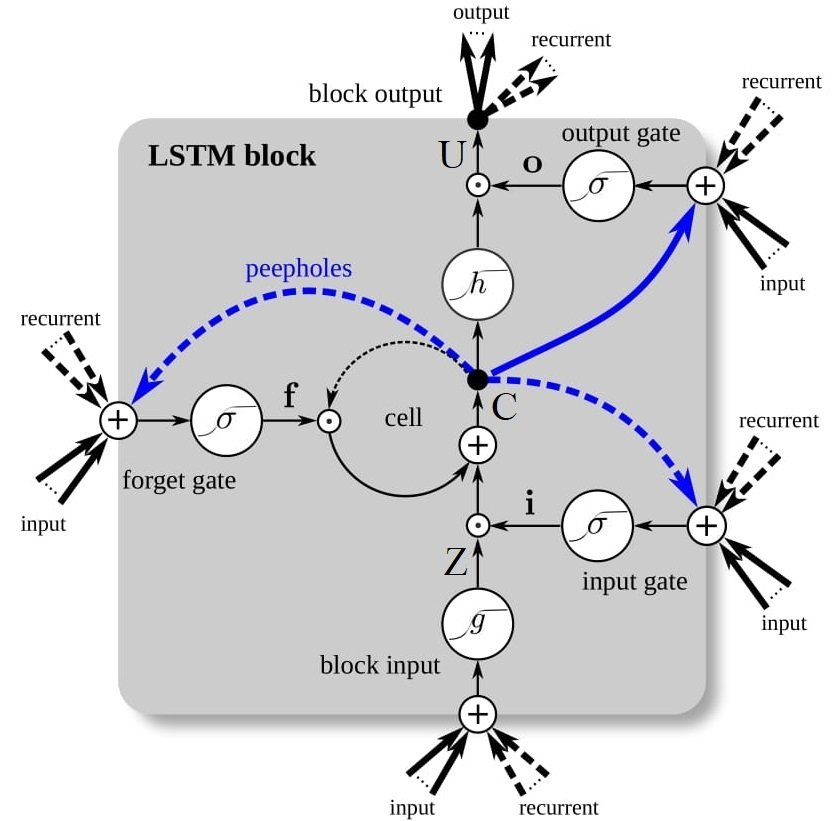 output
recurrent
block output
recurrent
LSTM block
output gate
U
o
σ
+
h
input
peepholes
recurrent
C
cell
f
σ
+
forget gate
input
+
recurrent
i
σ
+
input gate
input
Z
g
block input
+
input
recurrent